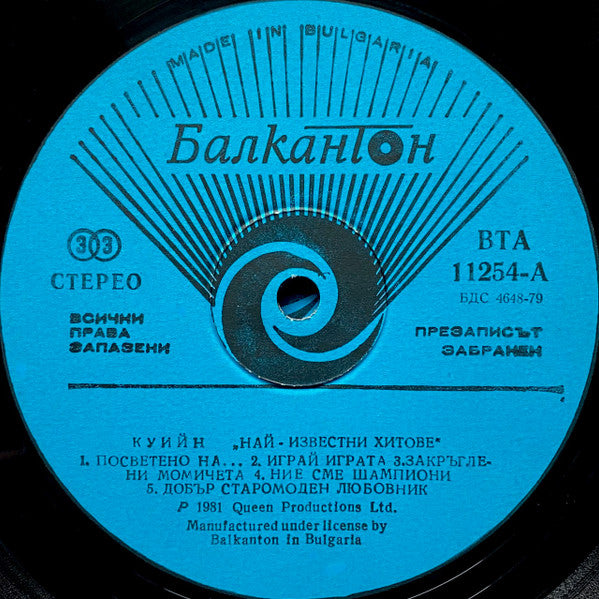 MADE IN BULGARIA
Балкантон
33
СТЕРЕО
ВТА
11254-А
БДС 4648-79
ВСИЧКИ
ПРАВА
ЗАПАЗЕНИ
ПРЕЗАПИСЪТ
ЗАБРАНЕН
КУИЙН „НАЙ-ИЗВЕСТНИ ХИТОВЕ"
1. ПОСВЕТЕНО НА... 2. ИГРАЙ ИГРАТА 3.ЗАКРЪГЛЕ-
НИ МОМИЧЕТА 4. НИЕ СМЕ ШАМПИОНИ
5. ДОБЪР СТАРОМОДЕН ЛЮБОВНИК
P 1981 Queen Productions Ltd.
Manufactured under license by
Balkanton in Bulgaria